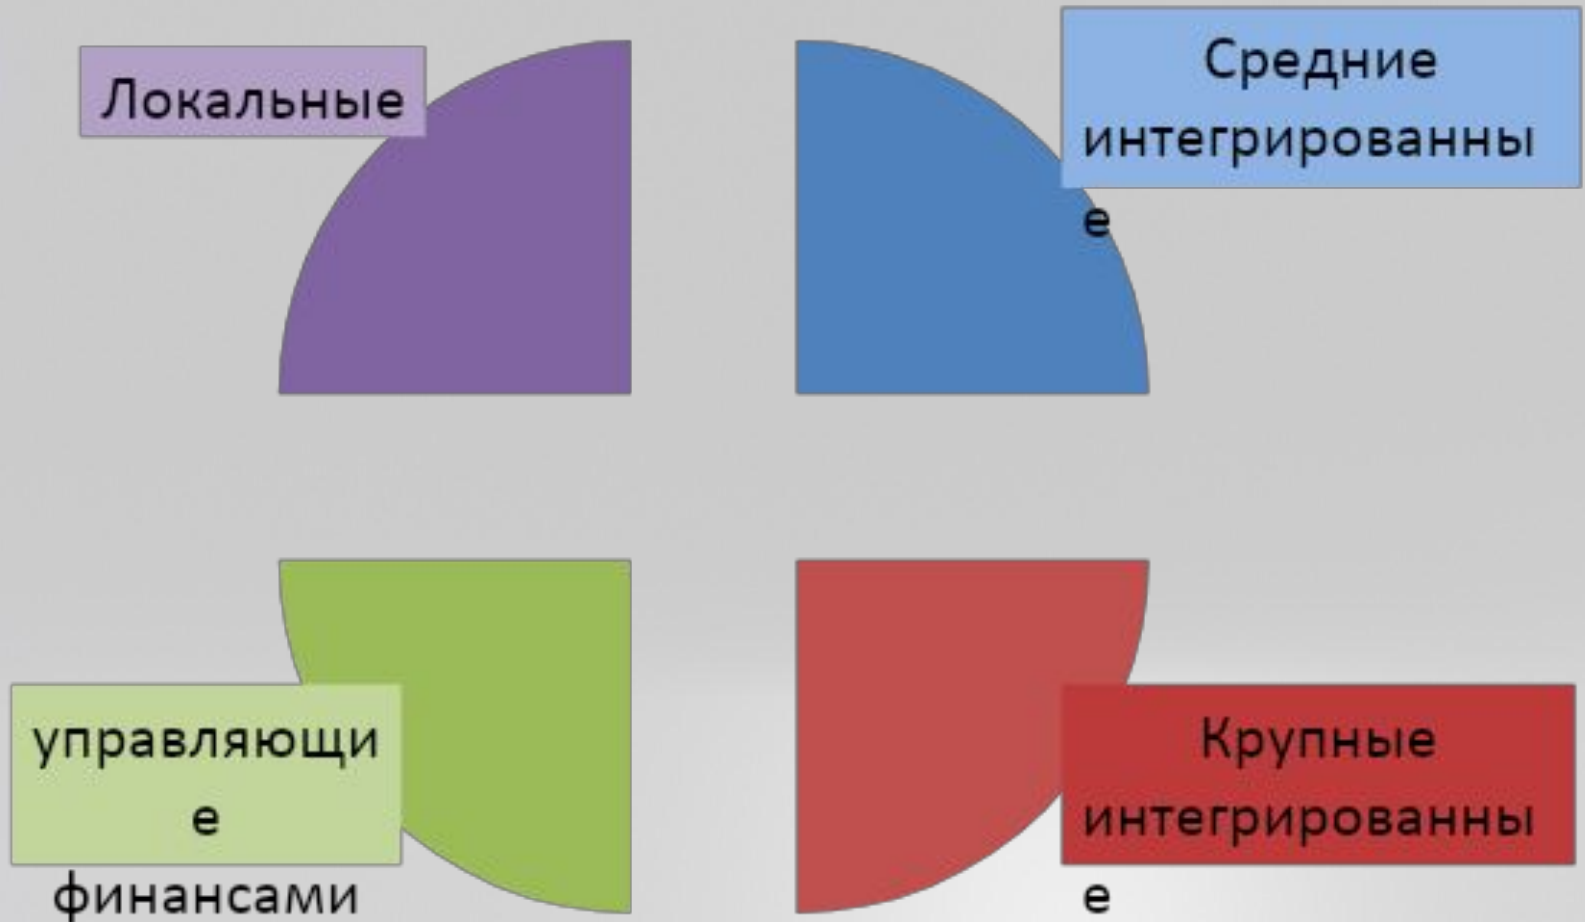 Локальные
Средние
интегрированны
е
управляющи
е
финансами
Крупные
интегрированны
е